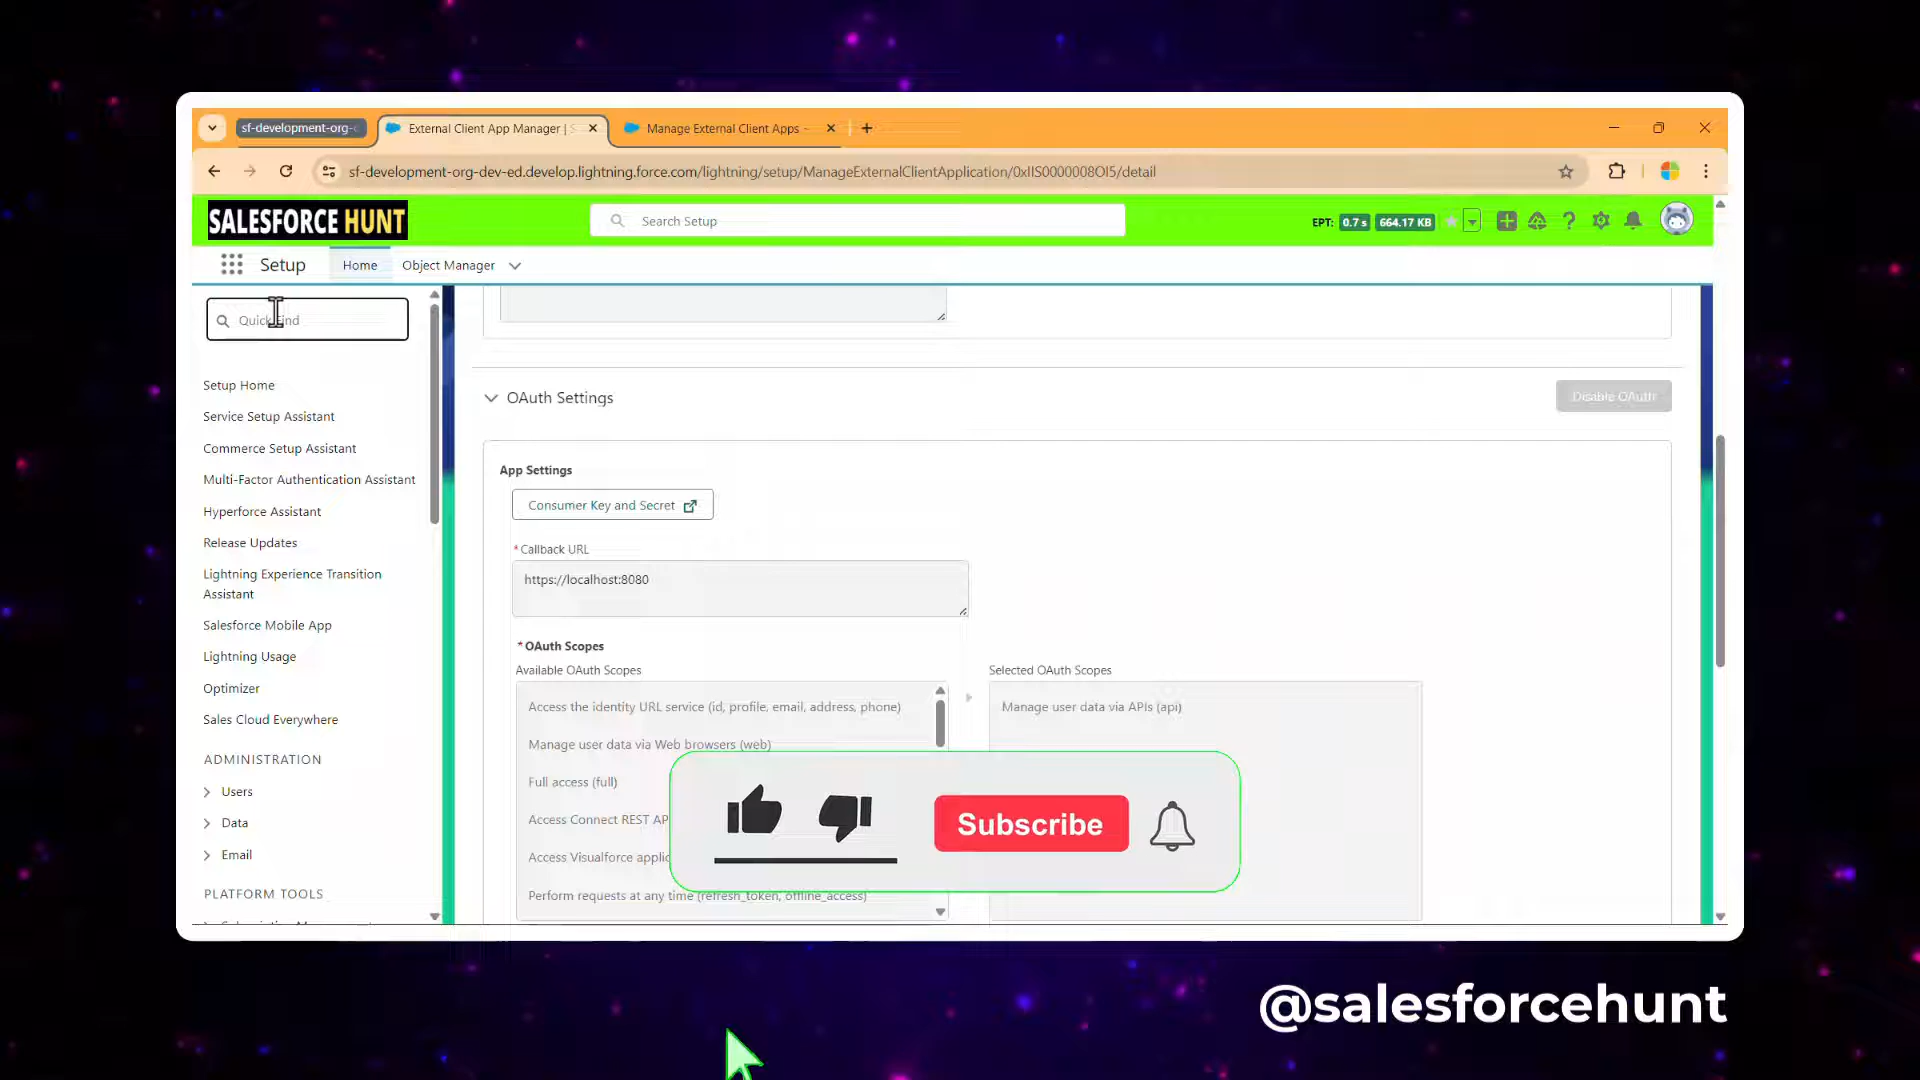 sf-development-org-
External Client App Manager |
Manage External Client Apps -
sf-development-org-dev-ed.develop.lightning.force.com/lightning/setup/ManageExternalClientApplication/0xIIS0000008OI5/detail
SALESFORCE HUNT
Search Setup
EPT: 0.7 s 664.17 KB
Setup
Home
Object Manager
Quick Find
Setup Home
Service Setup Assistant
Commerce Setup Assistant
Multi-Factor Authentication Assistant
Hyperforce Assistant
Release Updates
Lightning Experience Transition
Assistant
Salesforce Mobile App
Lightning Usage
Optimizer
Sales Cloud Everywhere
ADMINISTRATION
Users
Data
Email
PLATFORM TOOLS
OAuth Settings
Disable OAuth
App Settings
Consumer Key and Secret
*Callback URL
https://localhost:8080
*OAuth Scopes
Available OAuth Scopes
Access the identity URL service (id, profile, email, address, phone)
Manage user data via Web browsers (web)
Full access (full)
Access Connect REST AP
Access Visualforce applic
Perform requests at any time (refresh_token, offline_access)
Selected OAuth Scopes
Manage user data via APIs (api)
Subscribe
@salesforcehunt